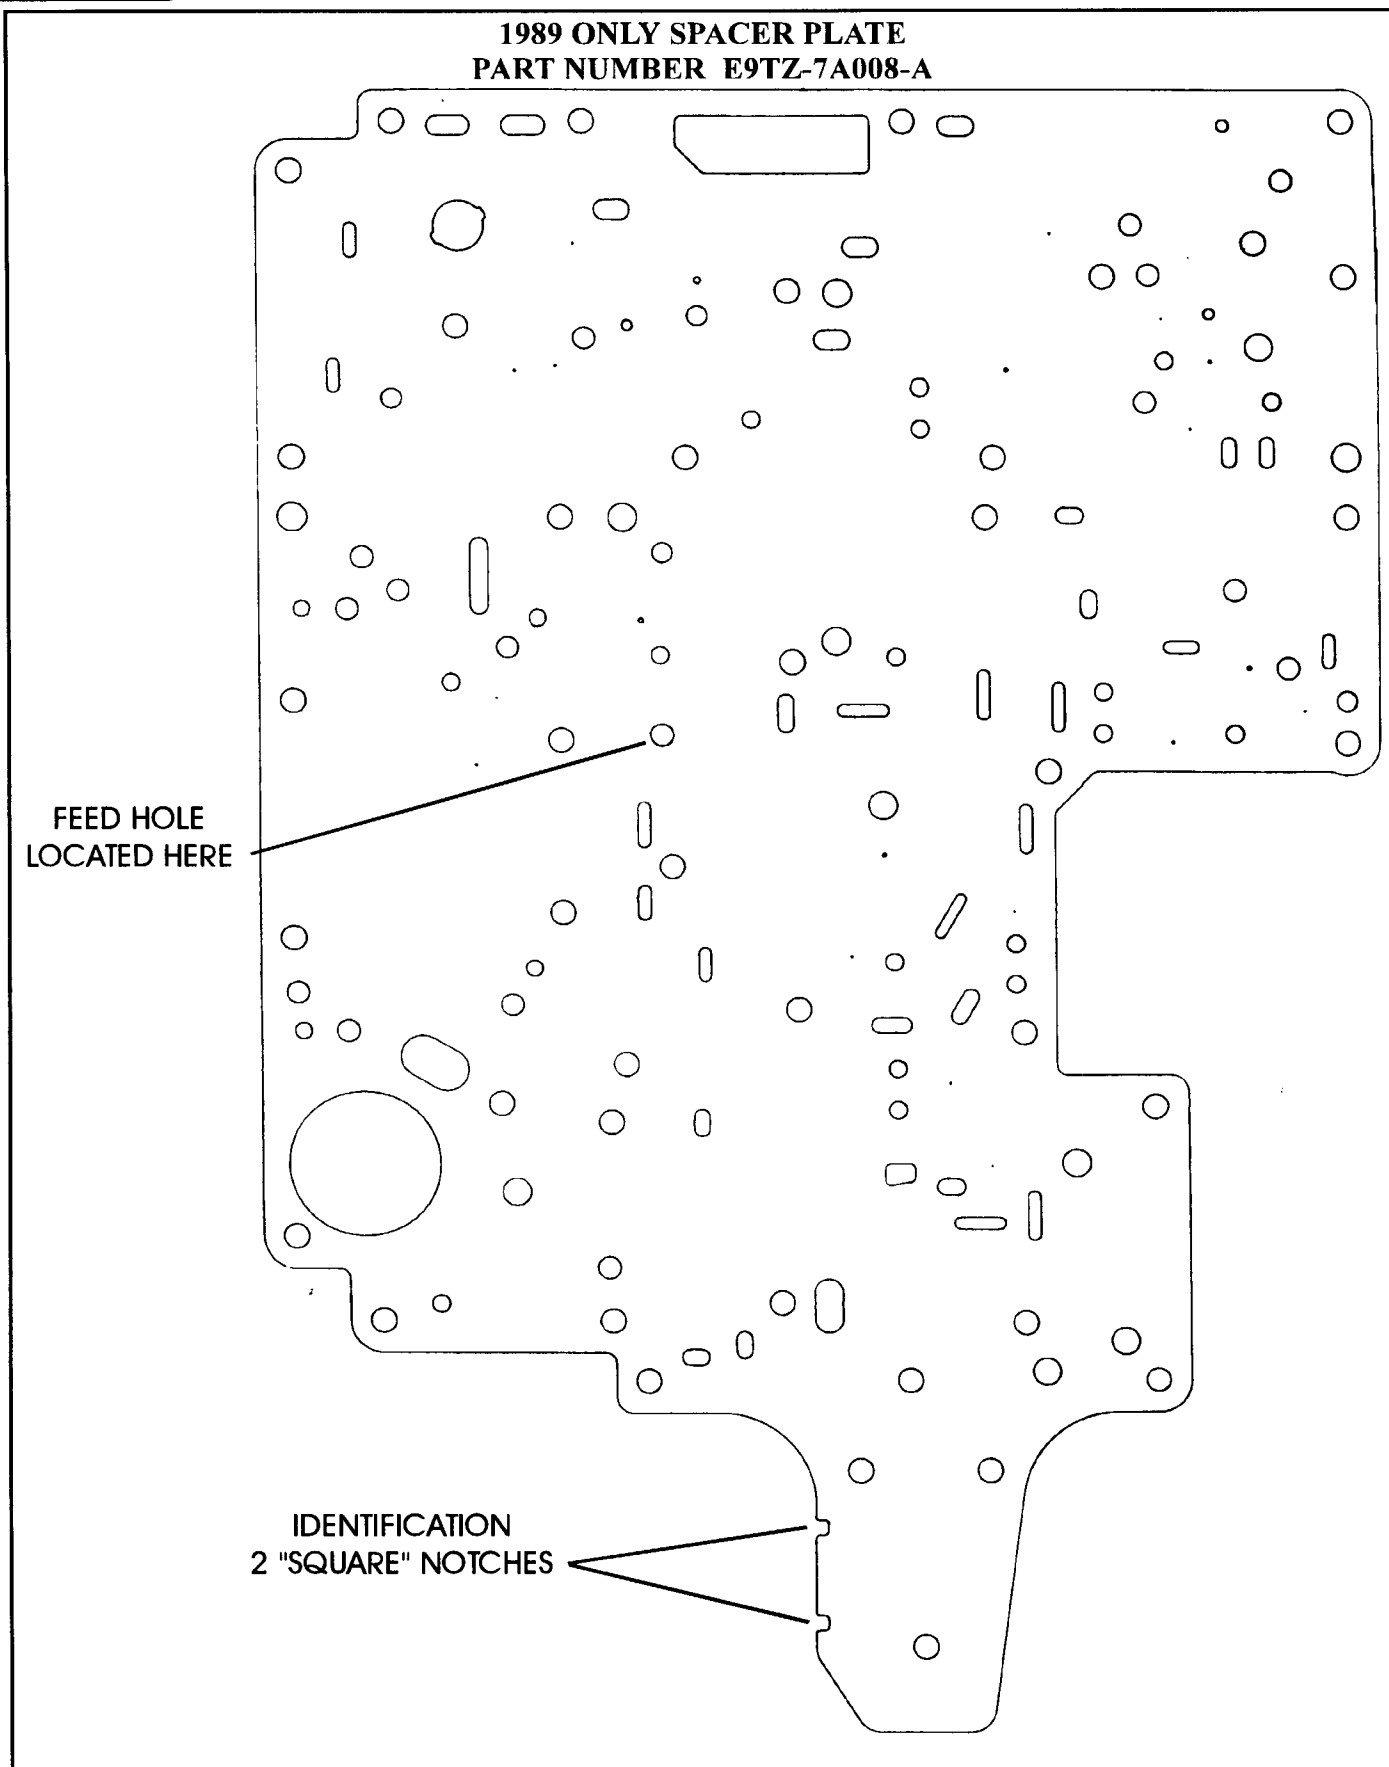 1989 ONLY SPACER PLATE
PART NUMBER E9TZ-7A008-A
FEED HOLE
LOCATED HERE
IDENTIFICATION
2 "SQUARE" NOTCHES